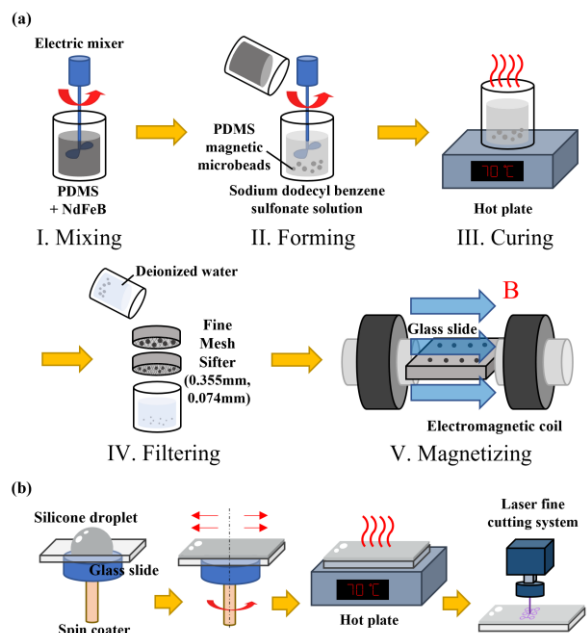 (a)
Electric mixer
PDMS
+ NdFeB
I. Mixing
PDMS
magnetic
microbeads
Sodium dodecyl benzene
sulfonate solution
II. Forming
70℃
Hot plate
III. Curing
Deionized water
Fine
Mesh
Sifter
(0.355mm,
0.074mm)
IV. Filtering
B
Glass slide
Electromagnetic coil
V. Magnetizing
(b)
Silicone droplet
Glass slide
Spin coater
70℃
Hot plate
Laser fine
cutting system